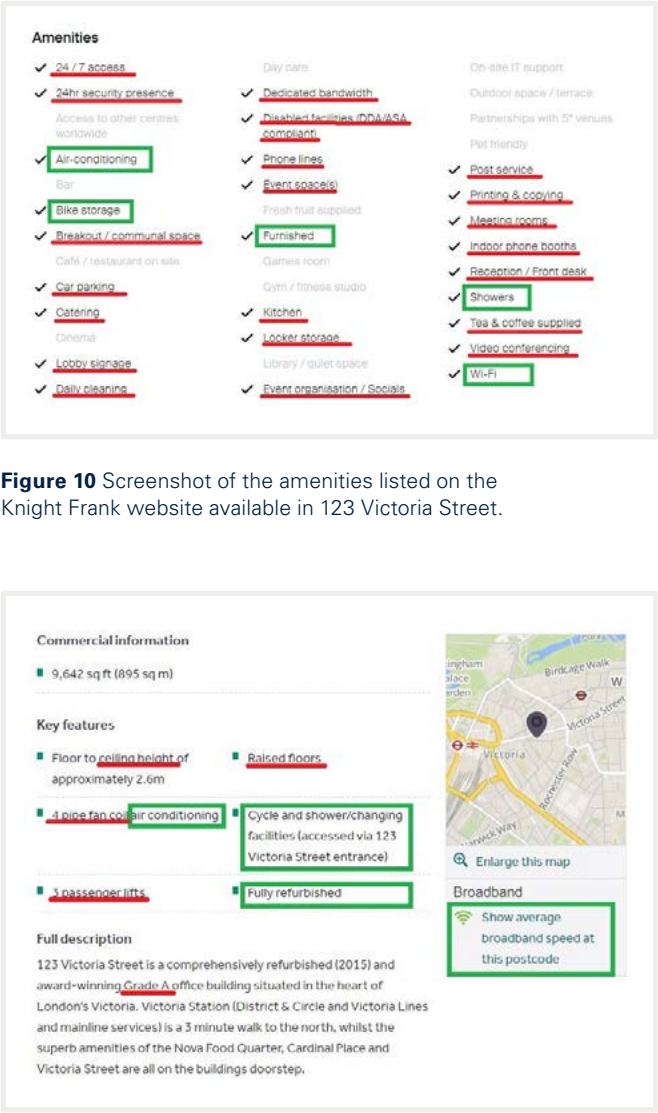 Amenities
24 / 7 access
24hr security presence
Access to other centres
worldwide
Air-conditioning
Bar
Bike storage
Breakout / communal space
Café / restaurant on site
Car parking
Catering
Cinema
Lobby signage
Daily cleaning
Day care
Dedicated bandwidth
Disabled facilities (DDA/ASA
compliant)
Phone lines
Event space(s)
Fresh fruit supplied
Furnished
Games room
Gym / fitness studio
Kitchen
Locker storage
Library / quiet space
Event organisation / Socials
On-site IT support
Outdoor space / terrace
Partnerships with 5* venues
Pet friendly
Post service
Printing & copying
Meeting rooms
Indoor phone booths
Reception / Front desk
Showers
Tea & coffee supplied
Video conferencing
Wi-Fi
Figure 10 Screenshot of the amenities listed on the
Knight Frank website available in 123 Victoria Street.
Commercial information
9,642 sq ft (895 sq m)
Key features
Floor to ceiling height of
approximately 2.6m
Raised floors
4 pipe fan coil air conditioning
Cycle and shower/changing
facilities (accessed via 123
Victoria Street entrance)
3 passenger lifts
Fully refurbished
Full description
123 Victoria Street is a comprehensively refurbished (2015) and
award-winning Grade A office building situated in the heart of
London's Victoria. Victoria Station (District & Circle and Victoria Lines
and mainline services) is a 3 minute walk to the north, whilst the
superb amenities of the Nova Food Quarter, Cardinal Place and
Victoria Street are all on the buildings doorstep.
Birdcage Walk
W
Victoria Street
Victoria
Rochester Row
Enlarge this map
Broadband
Show average
broadband speed at
this postcode